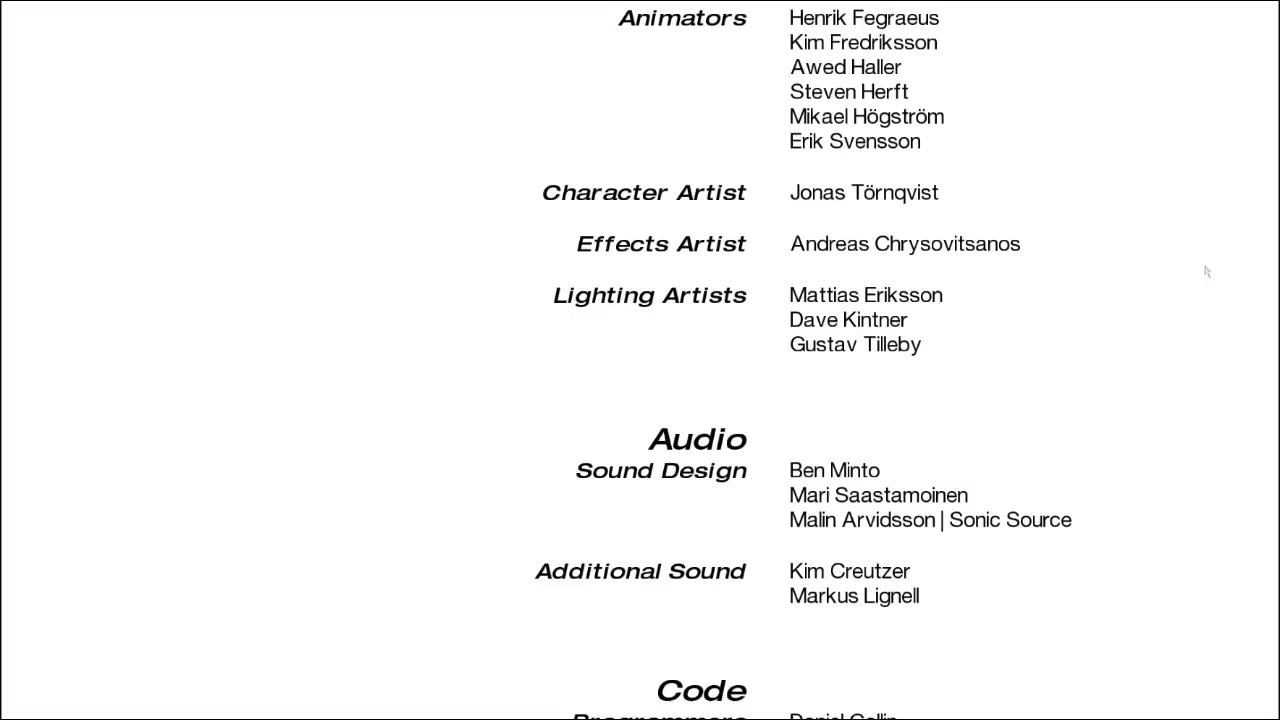 Animators Henrik Fegraeus
Kim Fredriksson
Awed Haller
Steven Herft
Mikael Högström
Erik Svensson
Character Artist Jonas Törnqvist
Effects Artist Andreas Chrysovitsanos
Lighting Artists Mattias Eriksson
Dave Kintner
Gustav Tilleby
Audio
Sound Design Ben Minto
Mari Saastamoinen
Malin Arvidsson | Sonic Source
Additional Sound Kim Creutzer
Markus Lignell
Code